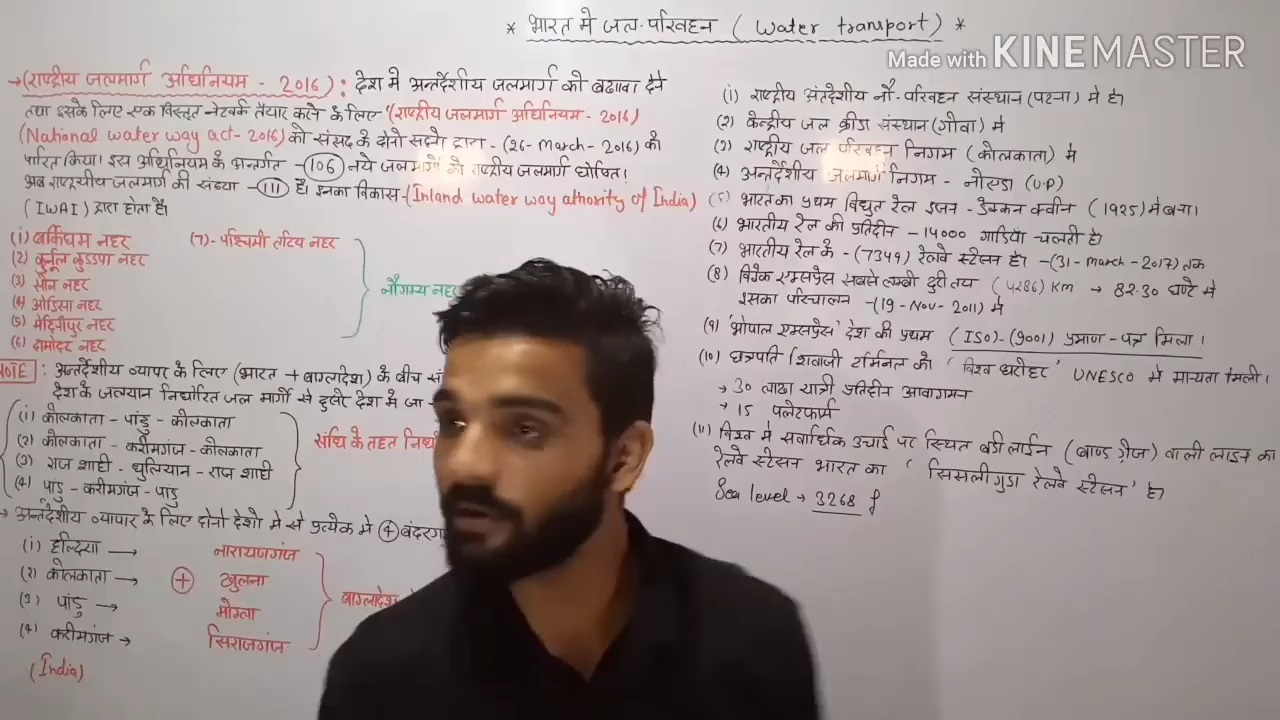 * भारत मे जल-परिवहन ( Water transport ) *
Made with KINEMASTER
→(राष्ट्रीय जलमार्ग अधिनियम - 2016) : देश मे अन्तर्देशीय जलमार्ग को बढावा देने
तथा इसके लिए एक विस्तृत नेटवर्क तैयार करने के लिए "(राष्ट्रीय जलमार्ग अधिनियम - 2016)
(National water way act-2016) को संसद के दोनो सदनो द्वारा - (26-March-2016) को
पारित किया। इस अधिनियम के अन्तर्गत -(106) नये जलमार्गो को राष्ट्रीय जलमार्ग घोषित।
अब राष्ट्रीय जलमार्ग की संख्या -(111) है। इनका विकास-(Inland water way athority of India)
(IWAI) द्वारा होता है।
(1) बकिंघम नहर (7)- पश्चिमी तटिय नहर
(2) कुर्नूल कुडडपा नहर
(3) सोन नहर
नौगम्य नहर
(4) ओडिसा नहर
(5) मेदिनीपुर नहर
(6) दामोदर नहर
NOTE : अन्तर्देशीय व्यापार के लिए (भारत + बाग्लादेश) के बीच
देश के जलयान निर्धारित जल मार्गो से दुसरे देश मे जा
(1) कोलकाता - पांडु - कोलकाता
(2) कोलकाता - करीमगंज - कोलकाता
संधि के तहत
(3) राज शाही - धुलियान - राज शाही
(4) पांडु - करीमगंज - पांडु
→ अन्तर्देशीय व्यापार के लिए दोनो देशो मे से प्रत्येक मे (4)
(1) हल्दिया → नारायणगंज
(2) कोलकाता → + खुलना
(3) पांडु → मोंग्ला
बाग्लादेश
(4) करीमगंज → सिराजगंज
(India)
(1) राष्ट्रीय अंतर्देशीय नौ-परिवहन संस्थान (पटना) मे है।
(2) केन्द्रीय जल क्रीडा संस्थान (गोवा) मे
(3) राष्ट्रीय जल परिवहन निगम (कोलकाता) मे
(4) अन्तर्देशीय जलमार्ग निगम - नोएडा (U.P)
(5) भारत का प्रथम विद्युत रेल इंजन - डेक्कन क्वीन (1925) मे बना।
(6) भारतीय रेल की प्रतिदीन - 14000 गाडियाँ चलती है।
(7) भारतीय रेल के -(7349) रेलवे स्टेसन है। -(31-March-2017) तक
(8) विवेक एक्सप्रेस सबसे लम्बी दुरी तय (4286) Km → 82.30 घण्टे मे
इसका परिचालन -(19-Nov-2011) मे
(9) 'भोपाल एक्सप्रेस' देश की प्रथम (ISO)-(9001) प्रमाण-पत्र मिला।
(10) छत्रपति शिवाजी टर्मिनल को 'विश्व धरोहर' UNESCO मे मान्यता मिली।
→ 30 लाख यात्री प्रतिदीन आवागमन
→ 15 पलेटफार्म
(11) विश्व मे सर्वाधिक उचाई पर स्थित बडी लाईन (ब्राण्ड गेज) वाली लाइन का
रेलवे स्टेसन भारत का 'सिसलीगुडा रेलवे स्टेसन' है।
Sea level → 3268 f